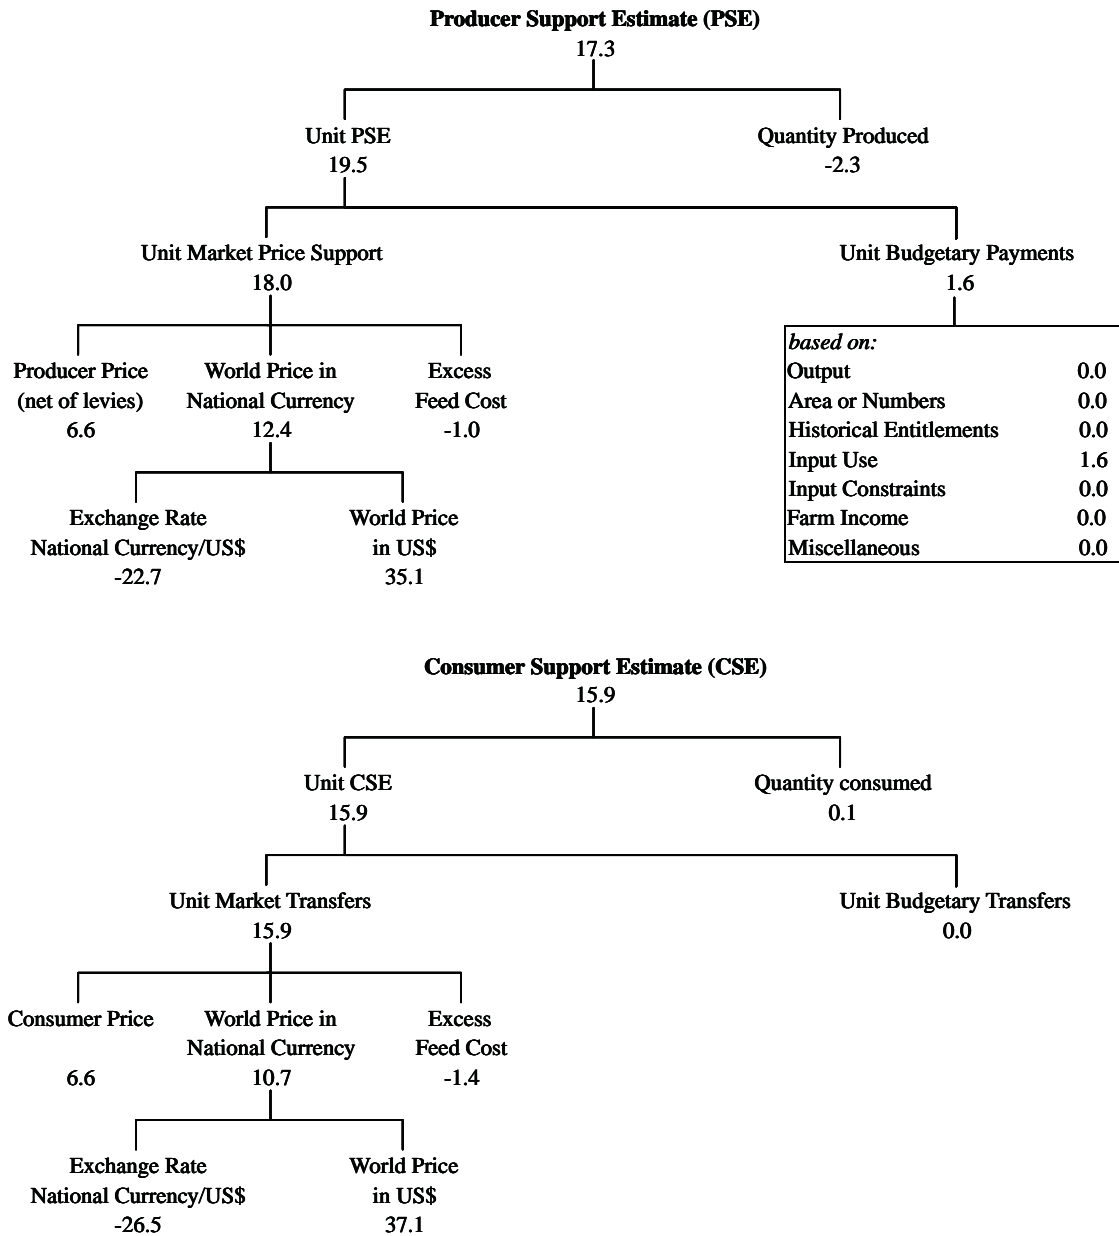 Producer Support Estimate (PSE)
17.3
Unit PSE Quantity Produced
19.5 -2.3
Unit Market Price Support Unit Budgetary Payments
18.0 1.6
based on:
Producer Price World Price in Excess Output 0.0
(net of levies) National Currency Feed Cost Area or Numbers 0.0
6.6 12.4 -1.0 Historical Entitlements 0.0
Input Use 1.6
Input Constraints 0.0
Exchange Rate World Price Farm Income 0.0
National Currency/US$ in US$ Miscellaneous 0.0
-22.7 35.1
Consumer Support Estimate (CSE)
15.9
Unit CSE Quantity consumed
15.9 0.1
Unit Market Transfers Unit Budgetary Transfers
15.9 0.0
Consumer Price World Price in Excess
National Currency Feed Cost
6.6 10.7 -1.4
Exchange Rate World Price
National Currency/US$ in US$
-26.5 37.1